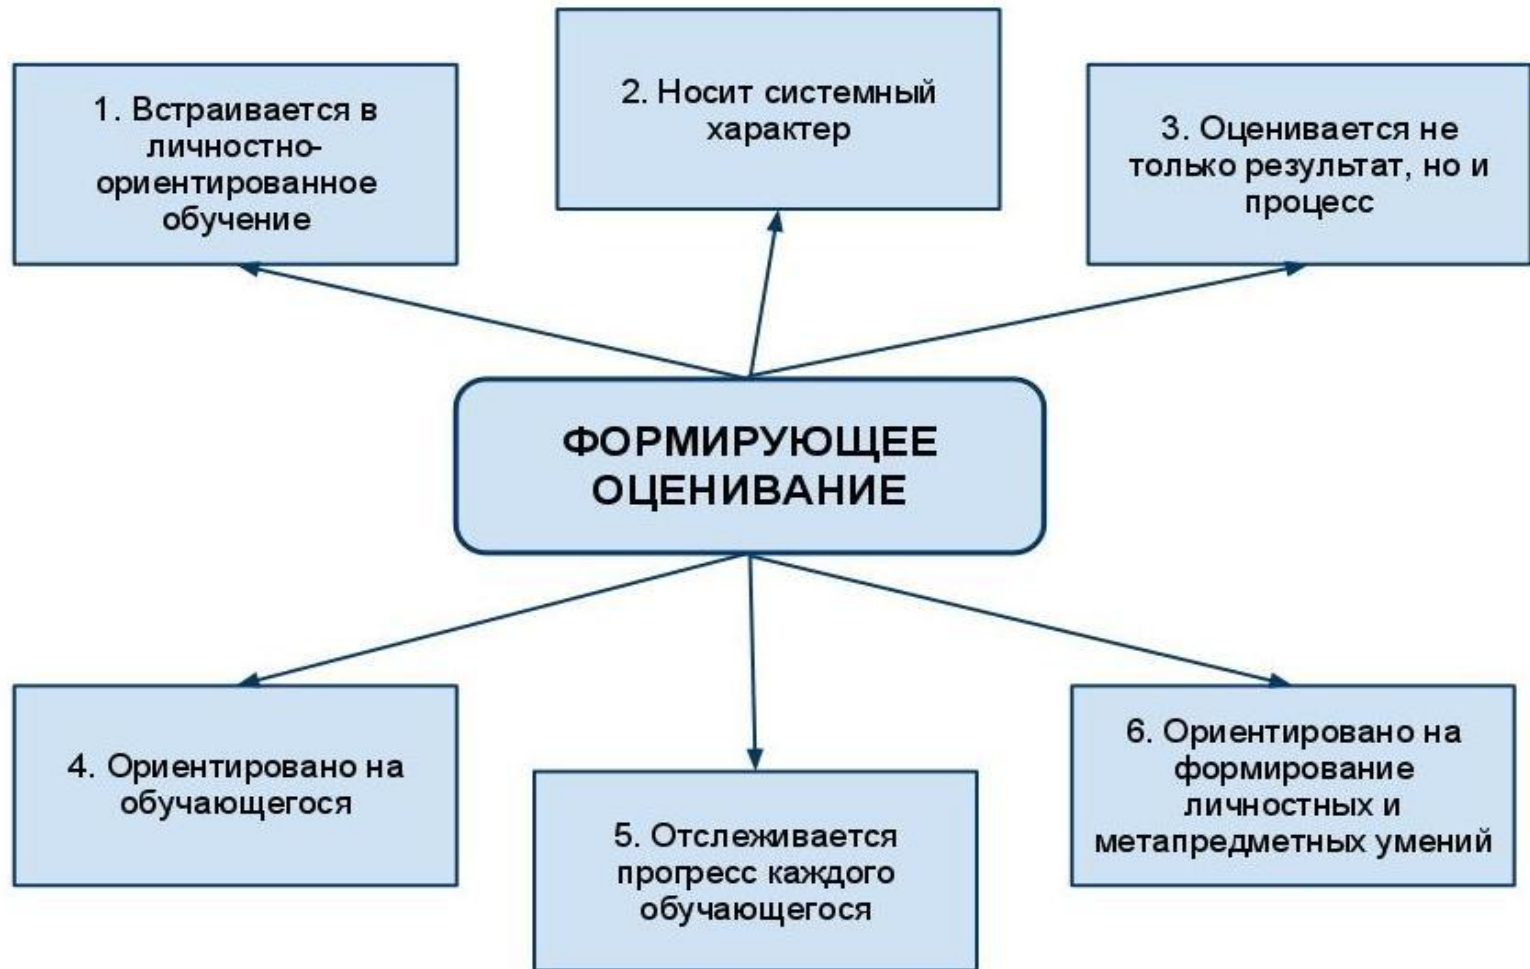 1. Встраивается в
личностно-
ориентированное
обучение
2. Носит системный
характер
3. Оценивается не
только результат, но и
процесс
ФОРМИРУЮЩЕЕ
ОЦЕНИВАНИЕ
4. Ориентировано на
обучающегося
5. Отслеживается
прогресс каждого
обучающегося
6. Ориентировано на
формирование
личностных и
метапредметных умений